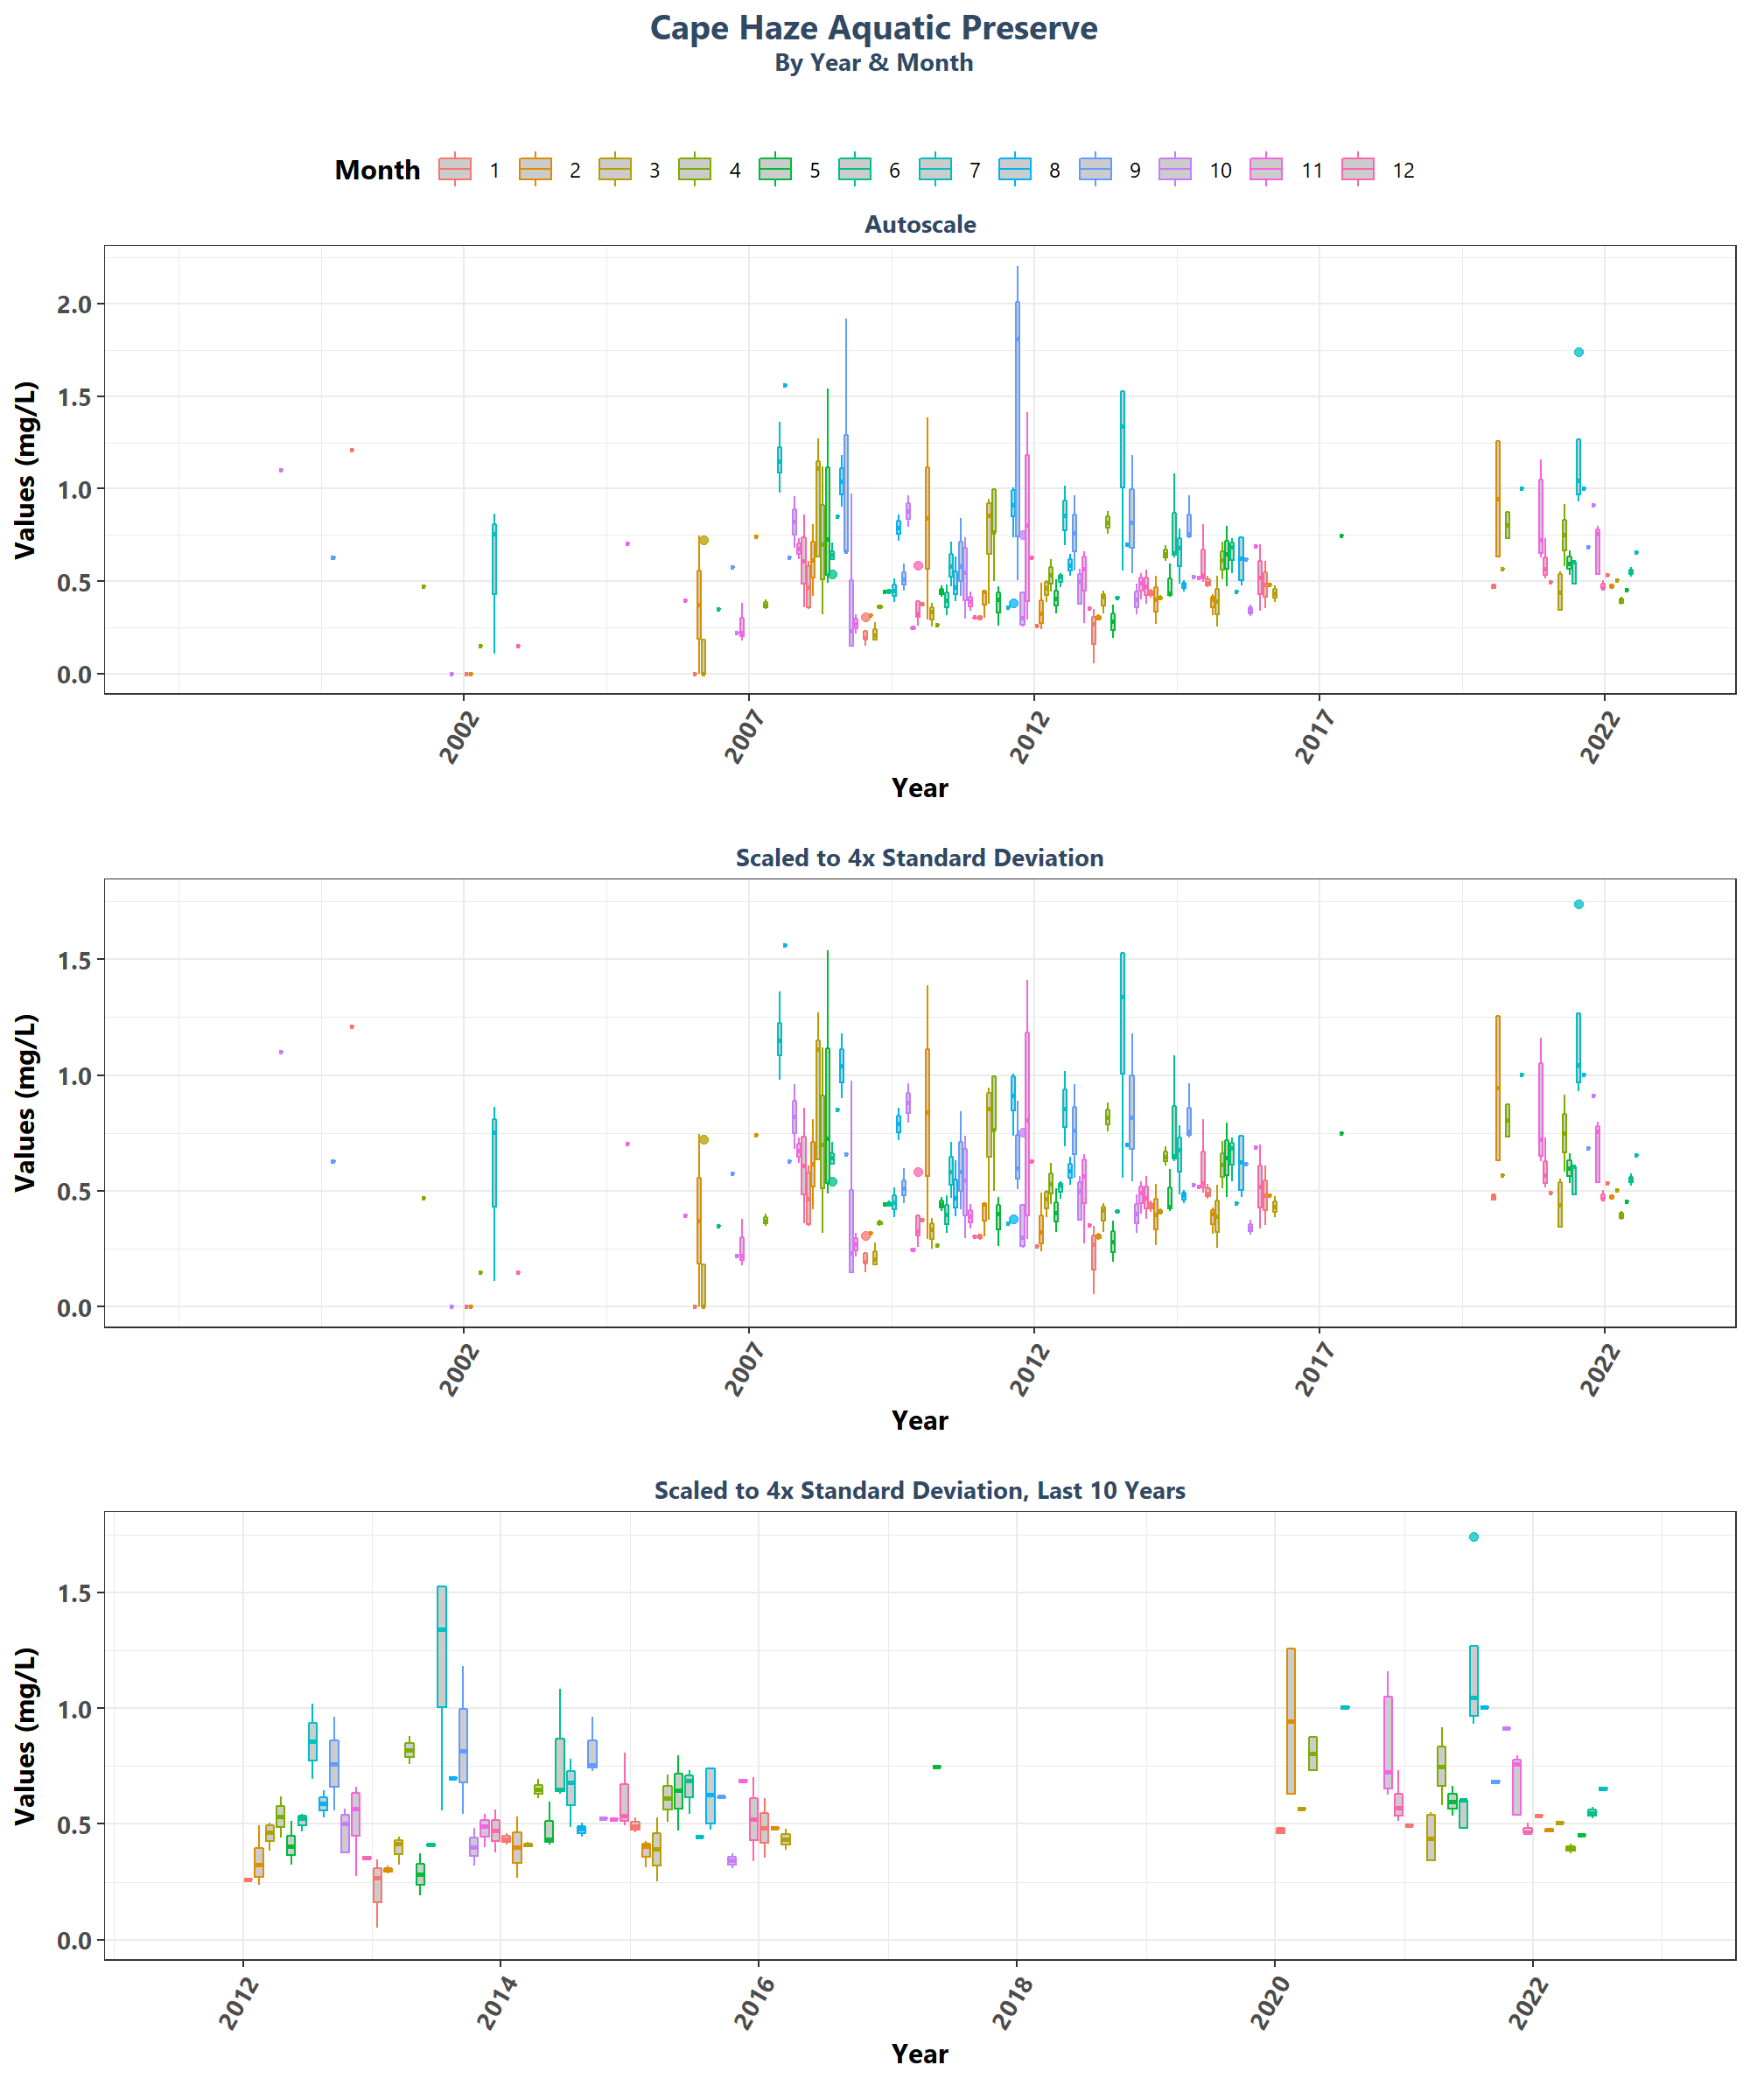 Cape Haze Aquatic Preserve
By Year & Month
Month 1 2 3 4 5 6 7 8 9 10 11 12
Autoscale
Values (mg/L)
2.0
1.5
1.0
0.5
0.0
2002 2007 2012 2017 2022
Year
Scaled to 4x Standard Deviation
Values (mg/L)
1.5
1.0
0.5
0.0
2002 2007 2012 2017 2022
Year
Scaled to 4x Standard Deviation, Last 10 Years
Values (mg/L)
1.5
1.0
0.5
0.0
2012 2014 2016 2018 2020 2022
Year